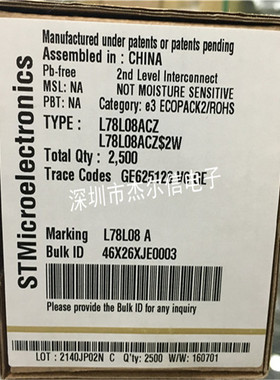 Manufactured under patents or patents pending
Assembled in : CHINA
Pb-free 2nd Level Interconnect
MSL: NA NOT MOISTURE SENSITIVE
PBT: NA Category: e3 ECOPACK2/ROHS
TYPE : L78L08ACZ
L78L08ACZ$2W
Total Qty : 2,500
Trace Codes
深圳市杰尔信电子
Marking L78L08 A
Bulk ID 46X26XJE0003
Please provide the Bulk ID for any inquiry
STMicroelectronics
LOT : 2140JP02N C Q'ty: 2500 W/W: 160701